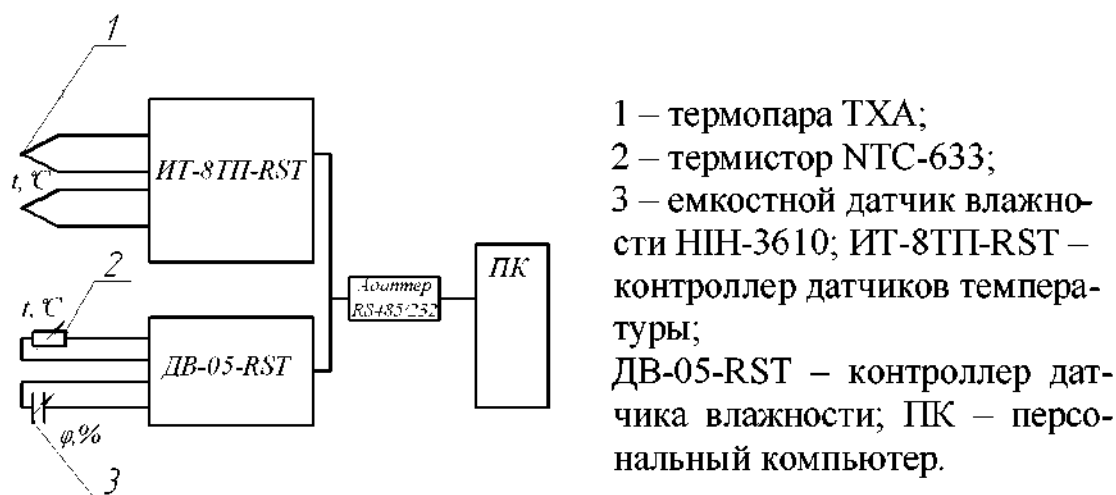 1
t, ℃
ИТ-8ТП-RST
2
t, ℃
ДВ-05-RST
φ,%
3
Адаптер
RS485/232
ПК
1 – термопара ТХА;
2 – термистор NTC-633;
3 – емкостной датчик влажно-
сти HIH-3610; ИТ-8ТП-RST –
контроллер датчиков темпера-
туры;
ДВ-05-RST – контроллер дат-
чика влажности; ПК – персо-
нальный компьютер.